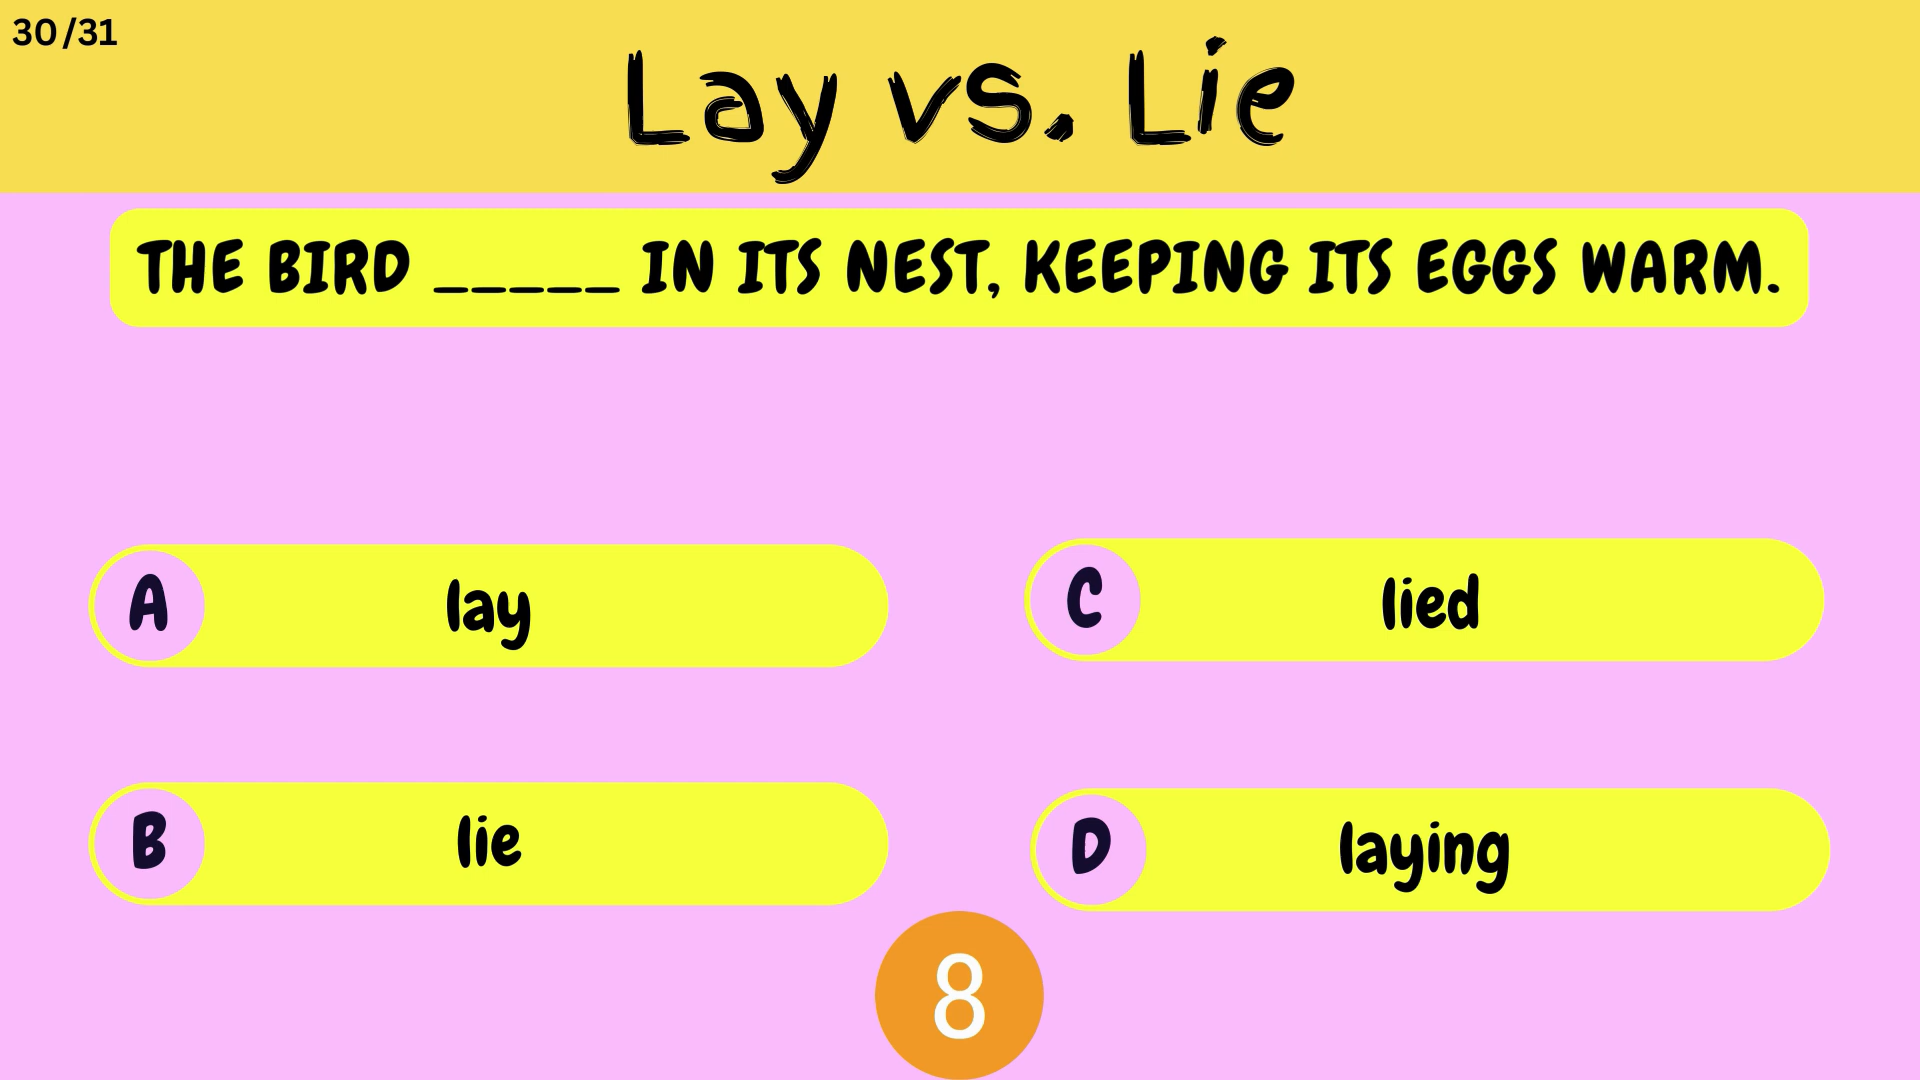 30/31
Lay vs. Lie
THE BIRD _____ IN ITS NEST, KEEPING ITS EGGS WARM.
A lay
C lied
B lie
D laying
8